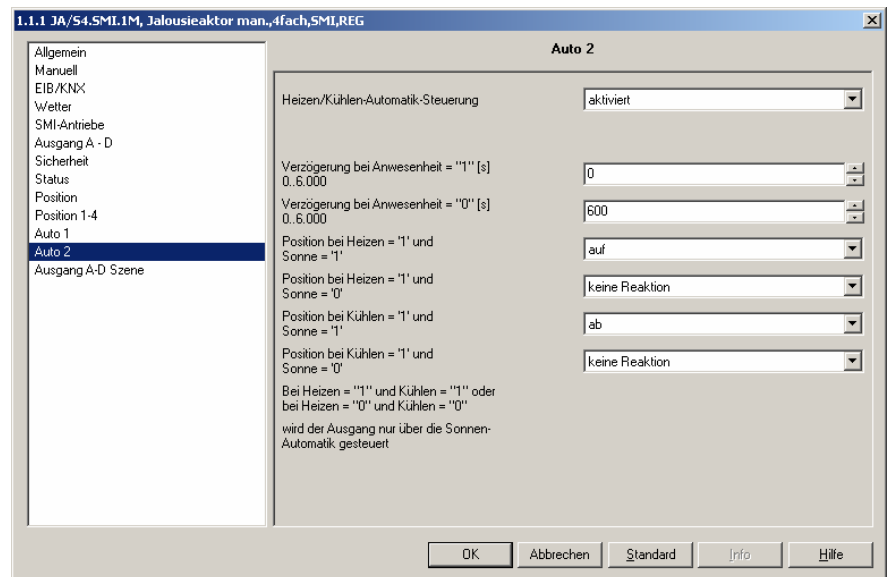 1.1.1 JA/S4.SMI.1M, Jalousieaktor man.,4fach,SMI,REG
Allgemein
Manuell
EIB/KNX
Wetter
SMI-Antriebe
Ausgang A - D
Sicherheit
Status
Position
Position 1-4
Auto 1
Auto 2
Ausgang A-D Szene
Auto 2
Heizen/Kühlen-Automatik-Steuerung
aktiviert
Verzögerung bei Anwesenheit = "1" [s]
0..6.000
0
Verzögerung bei Anwesenheit = "0" [s]
0..6.000
600
Position bei Heizen = '1' und
Sonne = '1'
auf
Position bei Heizen = '1' und
Sonne = '0'
keine Reaktion
Position bei Kühlen = '1' und
Sonne = '1'
ab
Position bei Kühlen = '1' und
Sonne = '0'
keine Reaktion
Bei Heizen = "1" und Kühlen = "1" oder
bei Heizen = "0" und Kühlen = "0"
wird der Ausgang nur über die Sonnen-
Automatik gesteuert
OK
Abbrechen
Standard
Info
Hilfe